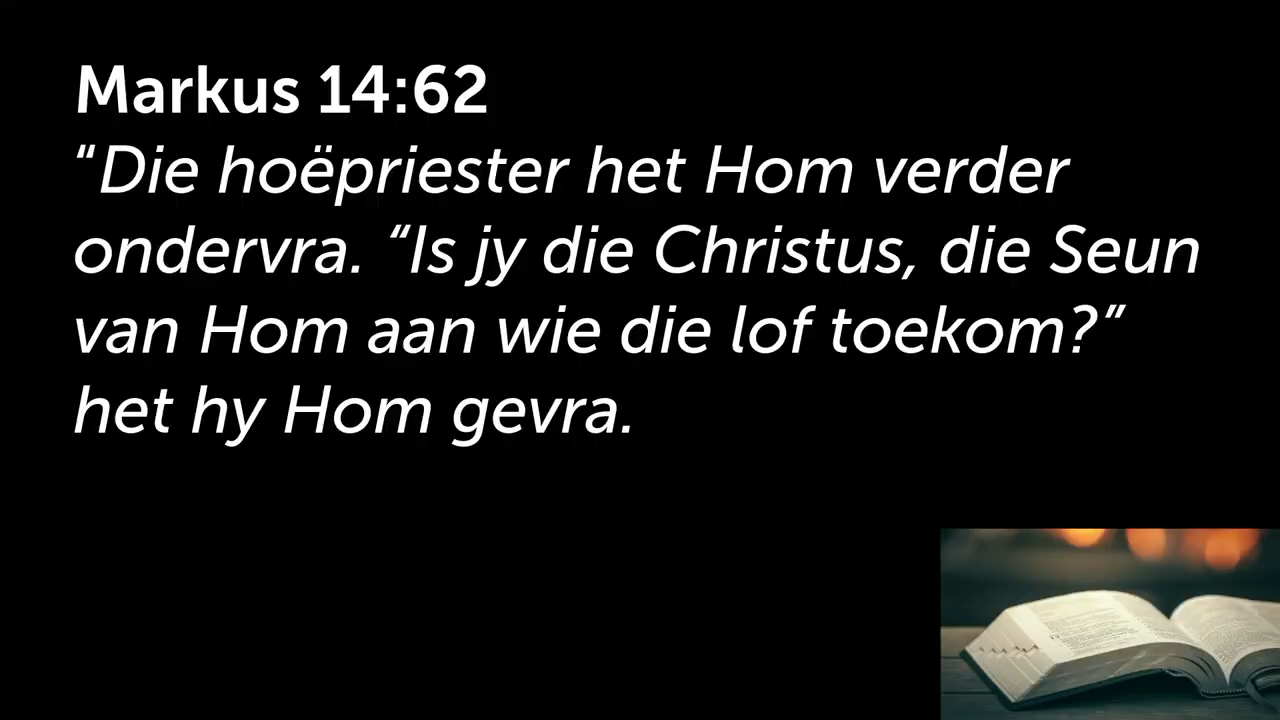 Markus 14:62
“Die hoëpriester het Hom verder
ondervra. “Is jy die Christus, die Seun
van Hom aan wie die lof toekom?”
het hy Hom gevra.